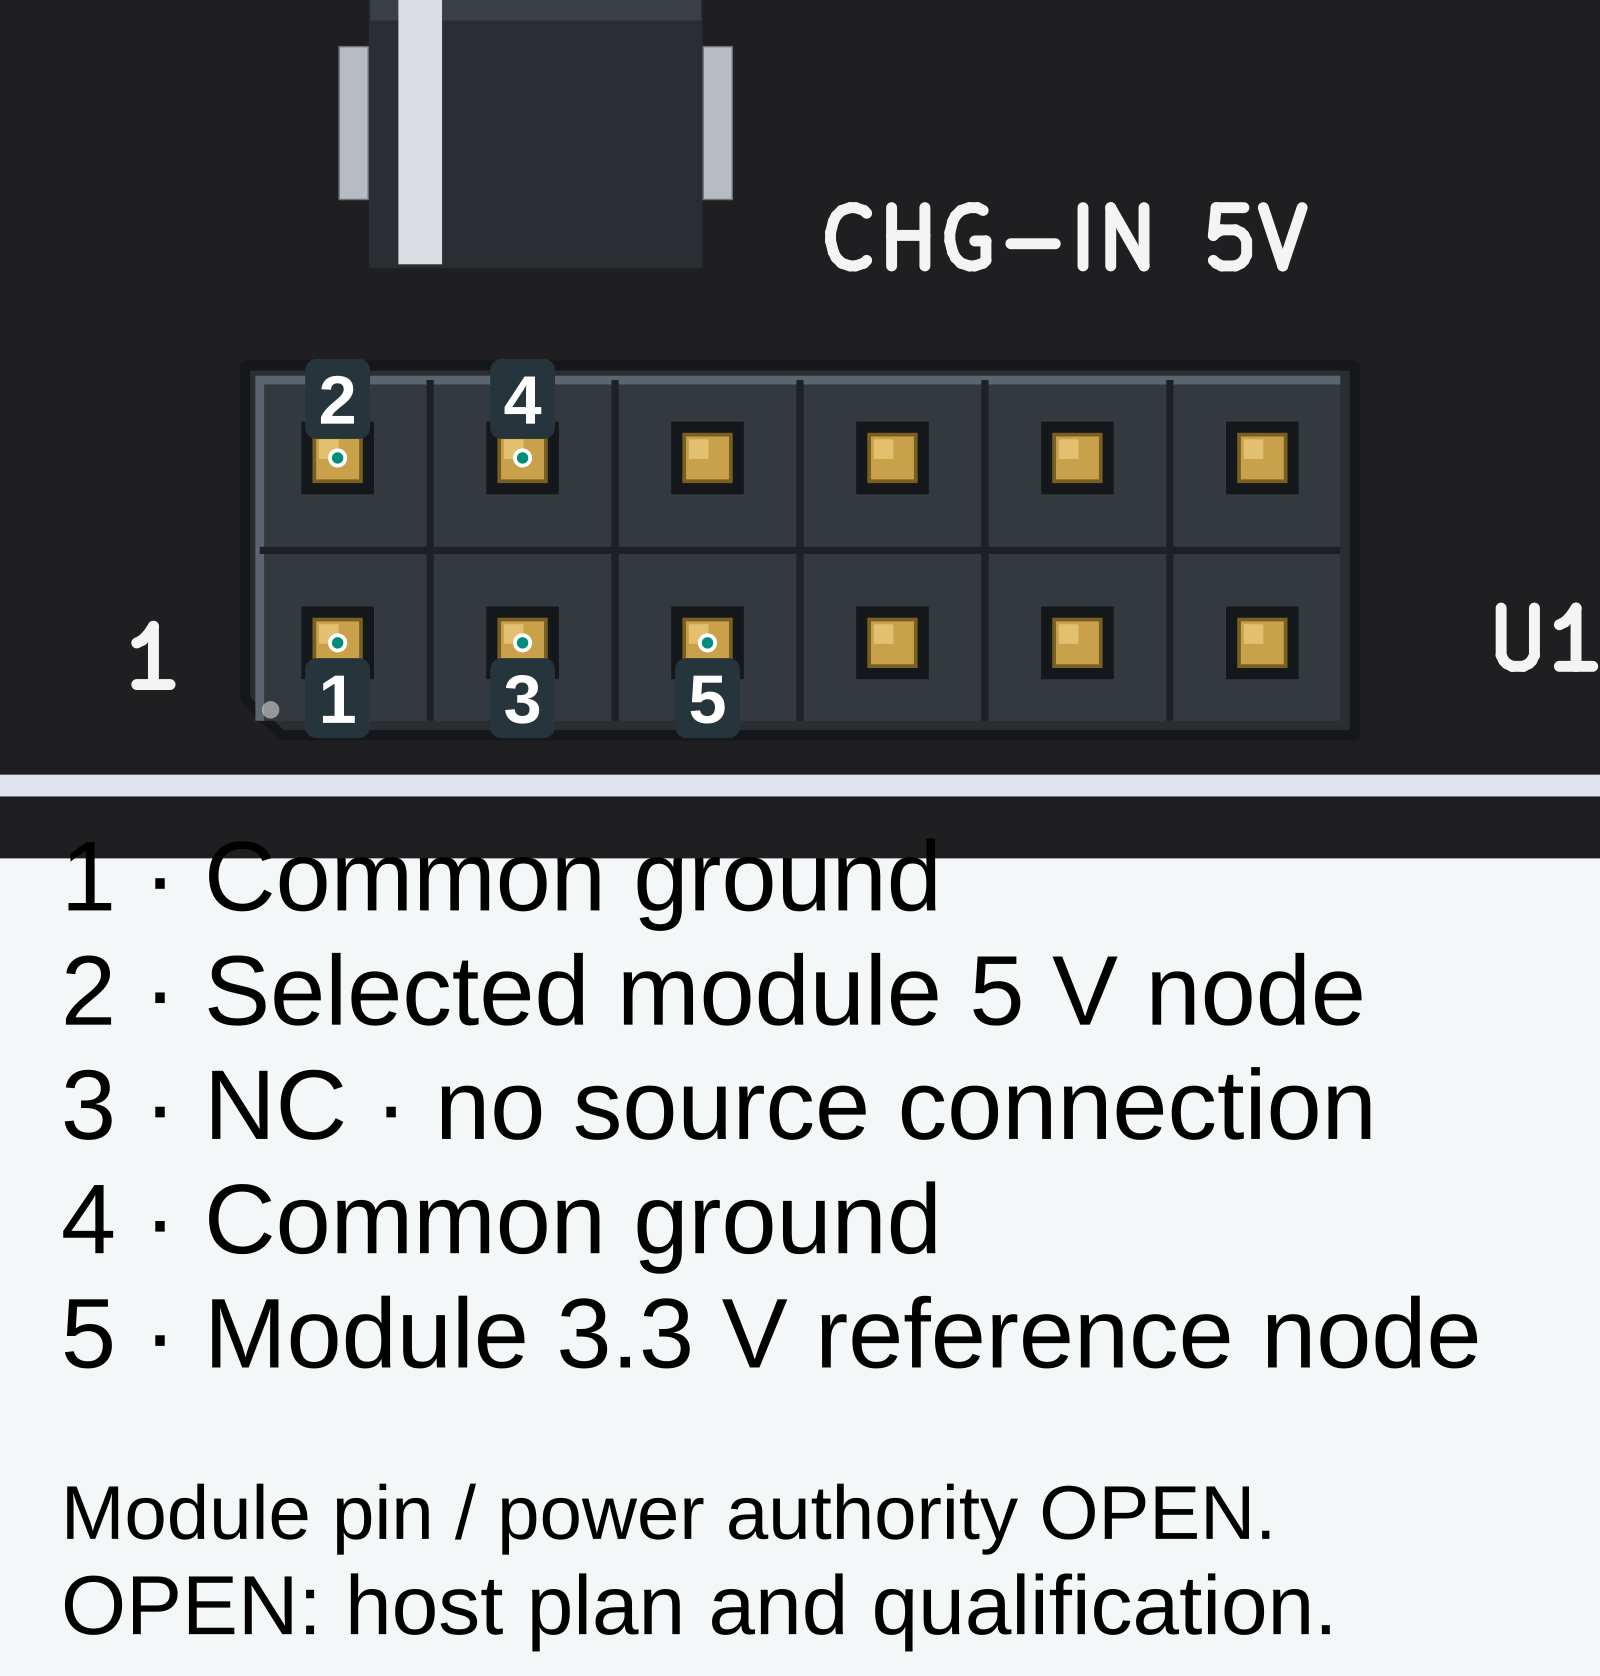 CHG-IN 5V
2 4
1 U1
1 3 5
1 · Common ground
2 · Selected module 5 V node
3 · NC · no source connection
4 · Common ground
5 · Module 3.3 V reference node
Module pin / power authority OPEN.
OPEN: host plan and qualification.